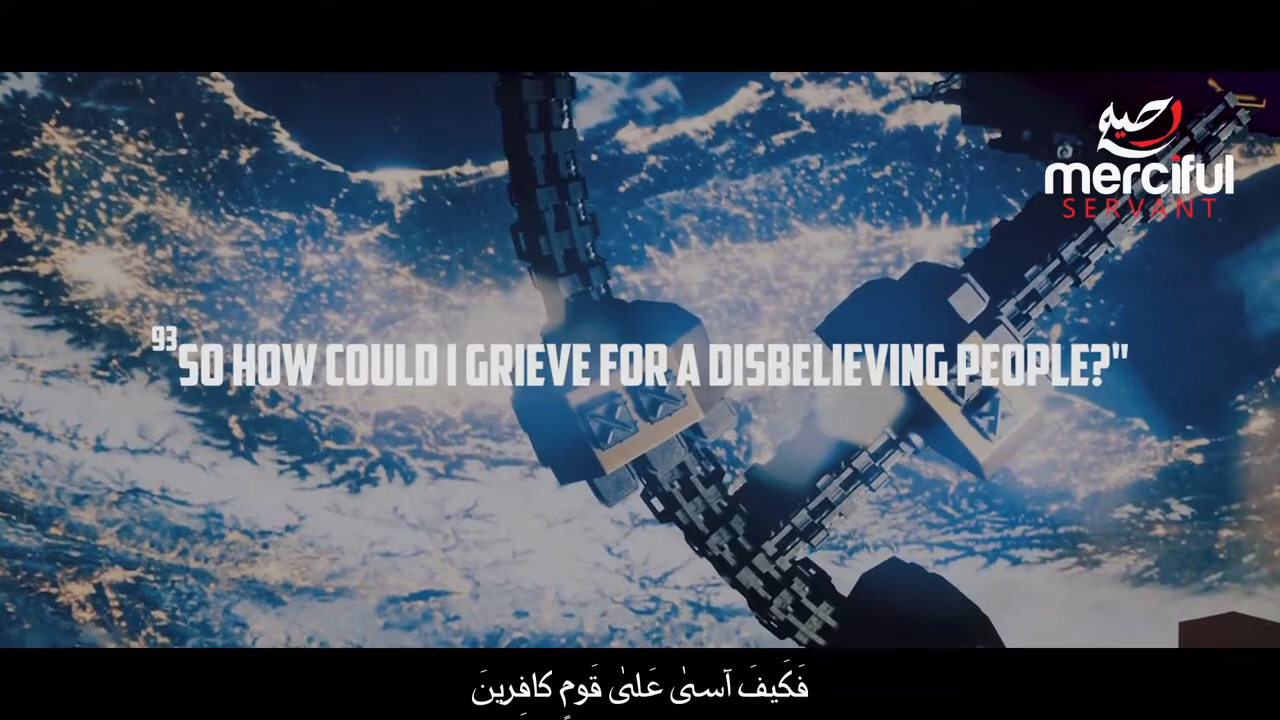 رحيم
merciful
SERVANT
93 SO HOW COULD I GRIEVE FOR A DISBELIEVING PEOPLE?"
فَكَيفَ آسىٰ عَلىٰ قَومٍ كافِرينَ